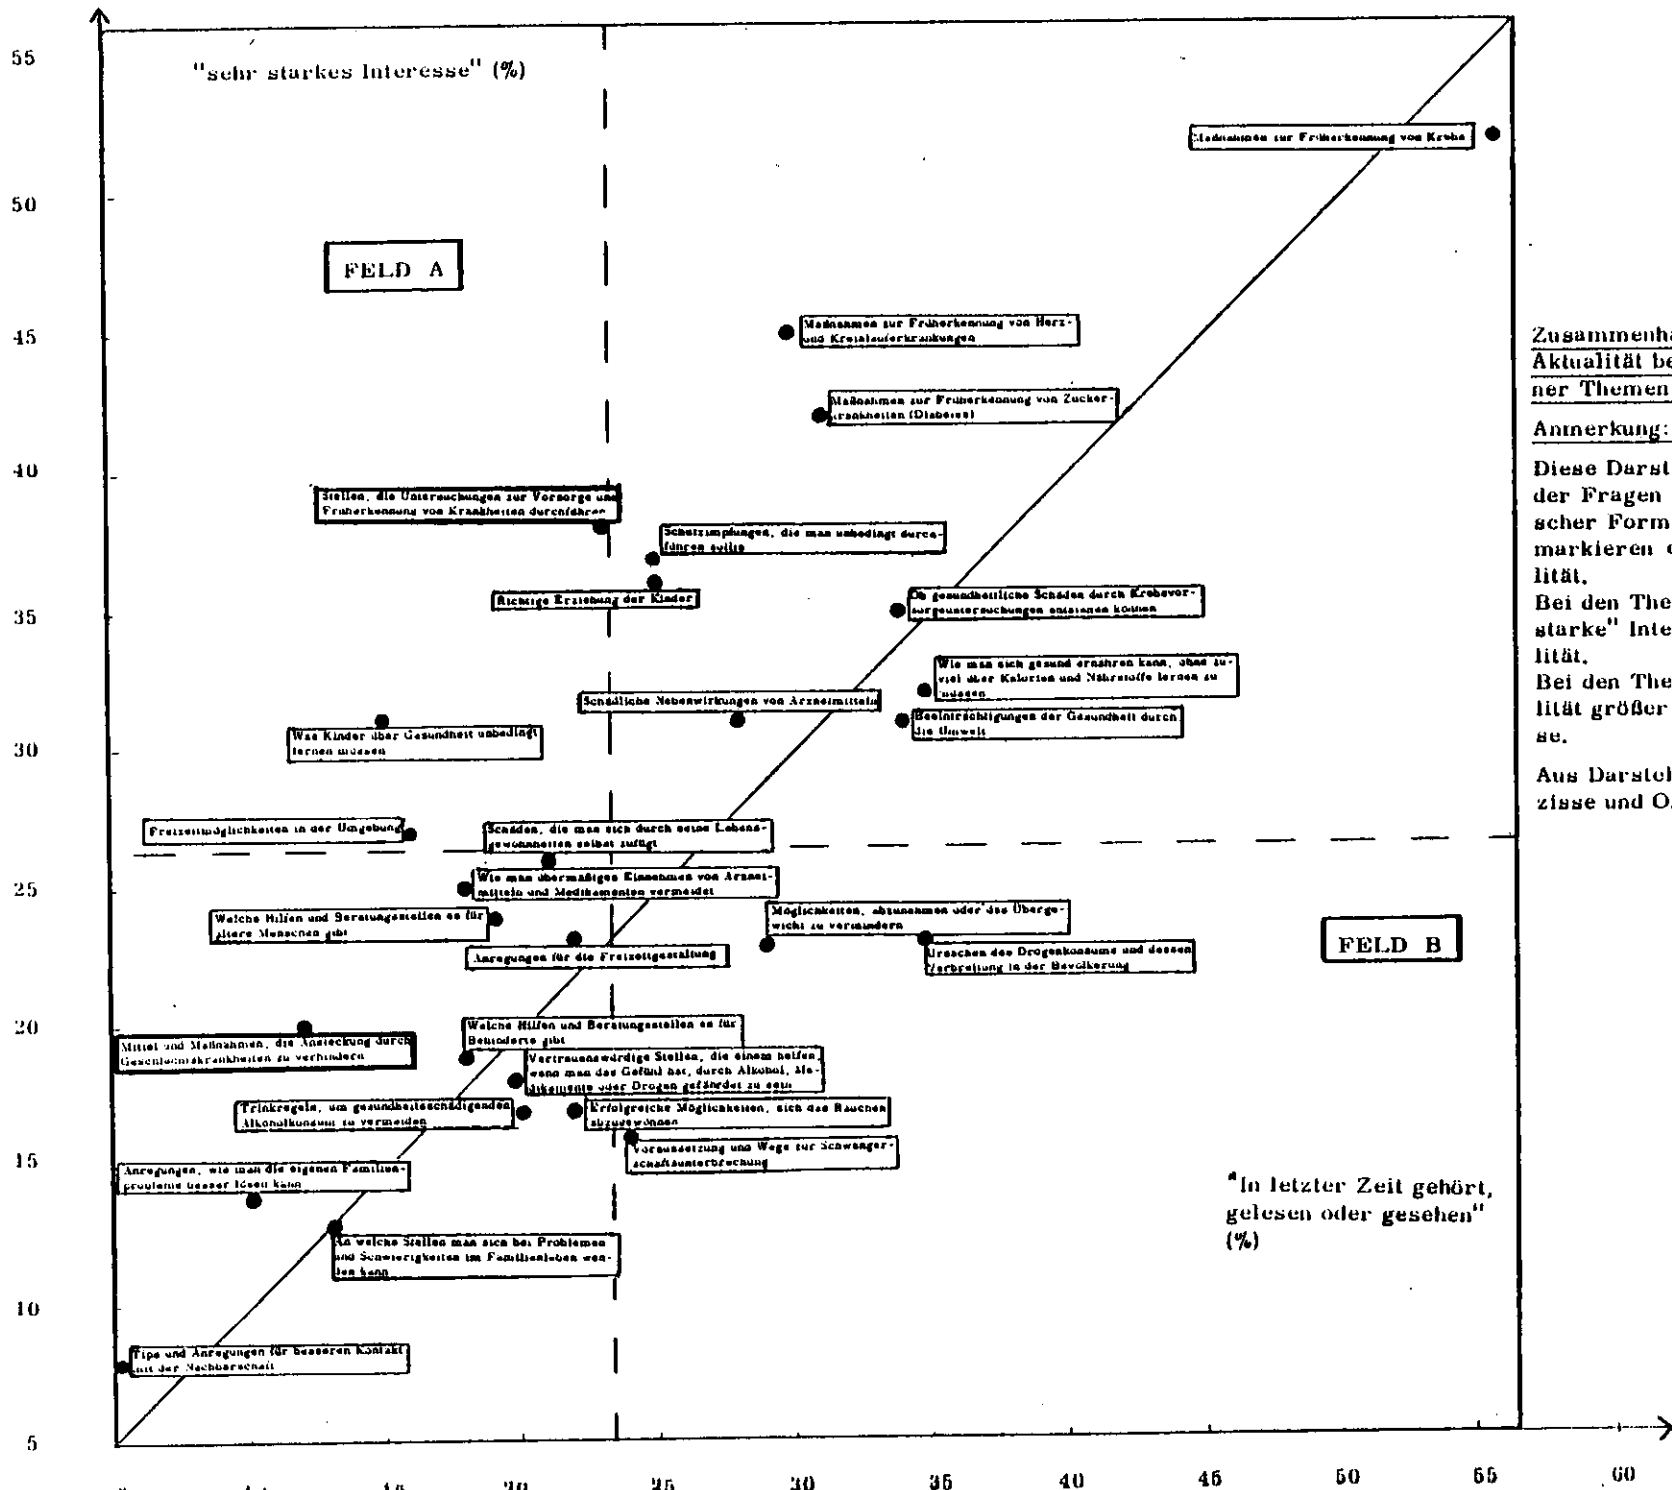 55
"sehr starkes Interesse" (%)
Maßnahmen zur Früherkennung von Krebs
50
FELD A
Maßnahmen zur Früherkennung von Herz-
und Kreislauferkrankungen
45
Zusammenha
Aktualität be
ner Themen
Maßnahmen zur Früherkennung von Zucker-
krankheiten (Diabetes)
Anmerkung:
40
Stellen, die Untersuchungen zur Vorsorge und
Früherkennung von Krankheiten durchführen
Diese Darst
der Fragen
scher Form
markieren
lität.
Bei den The
starke" Inte
lität.
Bei den The
lität größer
se.
Aus Darstel
zisse und O.
Schutzimpfungen, die man unbedingt durch-
führen sollte
Richtige Erziehung der Kinder
Ob gesundheitliche Schäden durch Krebsvor-
sorgeuntersuchungen entstehen können
35
Wie man sich gesund ernähren kann, ohne zu-
viel über Kalorien und Nährstoffe lernen zu
müssen
Schädliche Nebenwirkungen von Arzneimitteln
Beeinträchtigungen der Gesundheit durch
die Umwelt
Was Kinder über Gesundheit unbedingt
lernen müssen
30
Freizeitmöglichkeiten in der Umgebung
Schäden, die man sich durch seine Lebens-
gewohnheiten selbst zufügt
25
Wie man übermäßiges Einnehmen von Arznei-
mitteln und Medikamenten vermeidet
Welche Hilfen und Beratungsstellen es für
ältere Menschen gibt
Möglichkeiten, abzunehmen oder das Überge-
wicht zu vermindern
Anregungen für die Freizeitgestaltung
Ursachen des Drogenkonsums und dessen
Verbreitung in der Bevölkerung
FELD B
20
Mittel und Maßnahmen, die Ansteckung durch
Geschlechtskrankheiten zu verhindern
Welche Hilfen und Beratungsstellen es für
Behinderte gibt
Vertrauenswürdige Stellen, die einem helfen,
wenn man das Gefühl hat, durch Alkohol, Me-
dikamente oder Drogen gefährdet zu sein
Trinkregeln, um gesundheitsschädigenden
Alkoholkonsum zu vermeiden
Erfolgreiche Möglichkeiten, sich das Rauchen
abzugewöhnen
Voraussetzung und Wege zur Schwanger-
schaftsunterbrechung
15
Anregungen, wie man die eigenen Familien-
probleme besser lösen kann
"In letzter Zeit gehört,
gelesen oder gesehen"
(%)
An welche Stellen man sich bei Problemen
und Schwierigkeiten im Familienleben wen-
den kann
10
Tips und Anregungen für besseren Kontakt
mit der Nachbarschaft
5
15 20 25 30 35 40 45 50 55 60